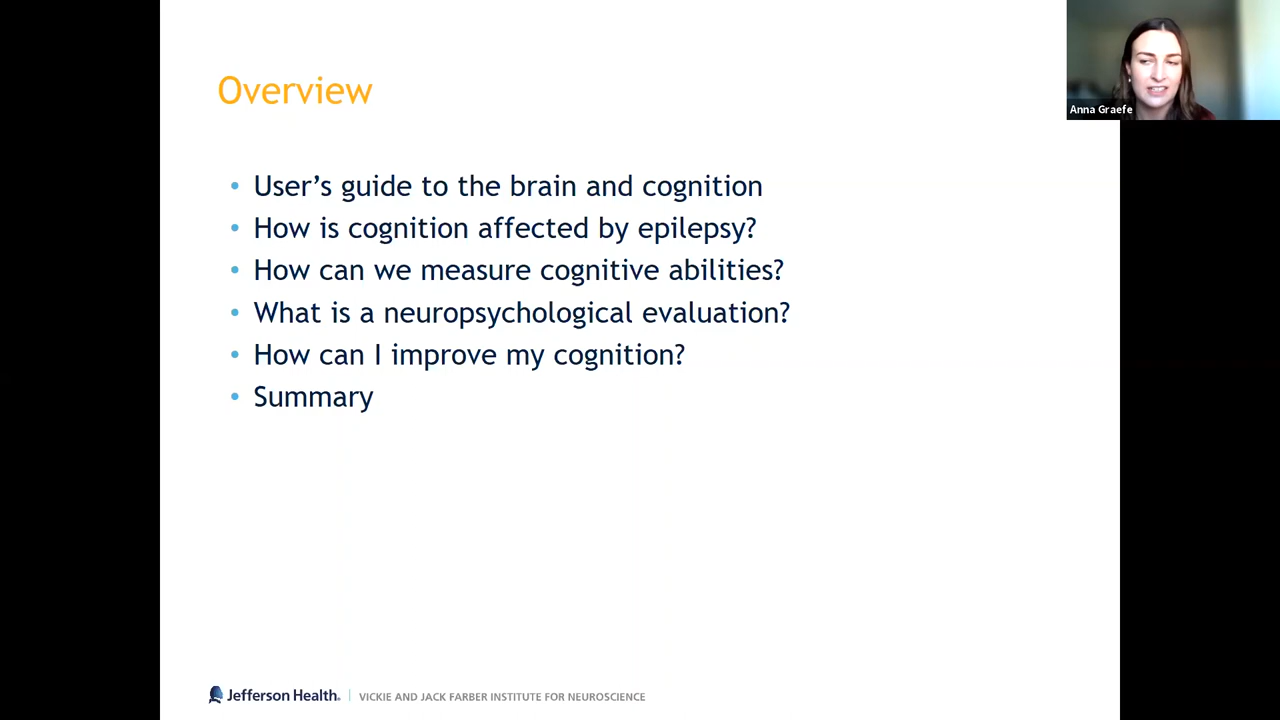 Overview
Anna Graefe
• User’s guide to the brain and cognition
• How is cognition affected by epilepsy?
• How can we measure cognitive abilities?
• What is a neuropsychological evaluation?
• How can I improve my cognition?
• Summary
Jefferson Health. | VICKIE AND JACK FARBER INSTITUTE FOR NEUROSCIENCE